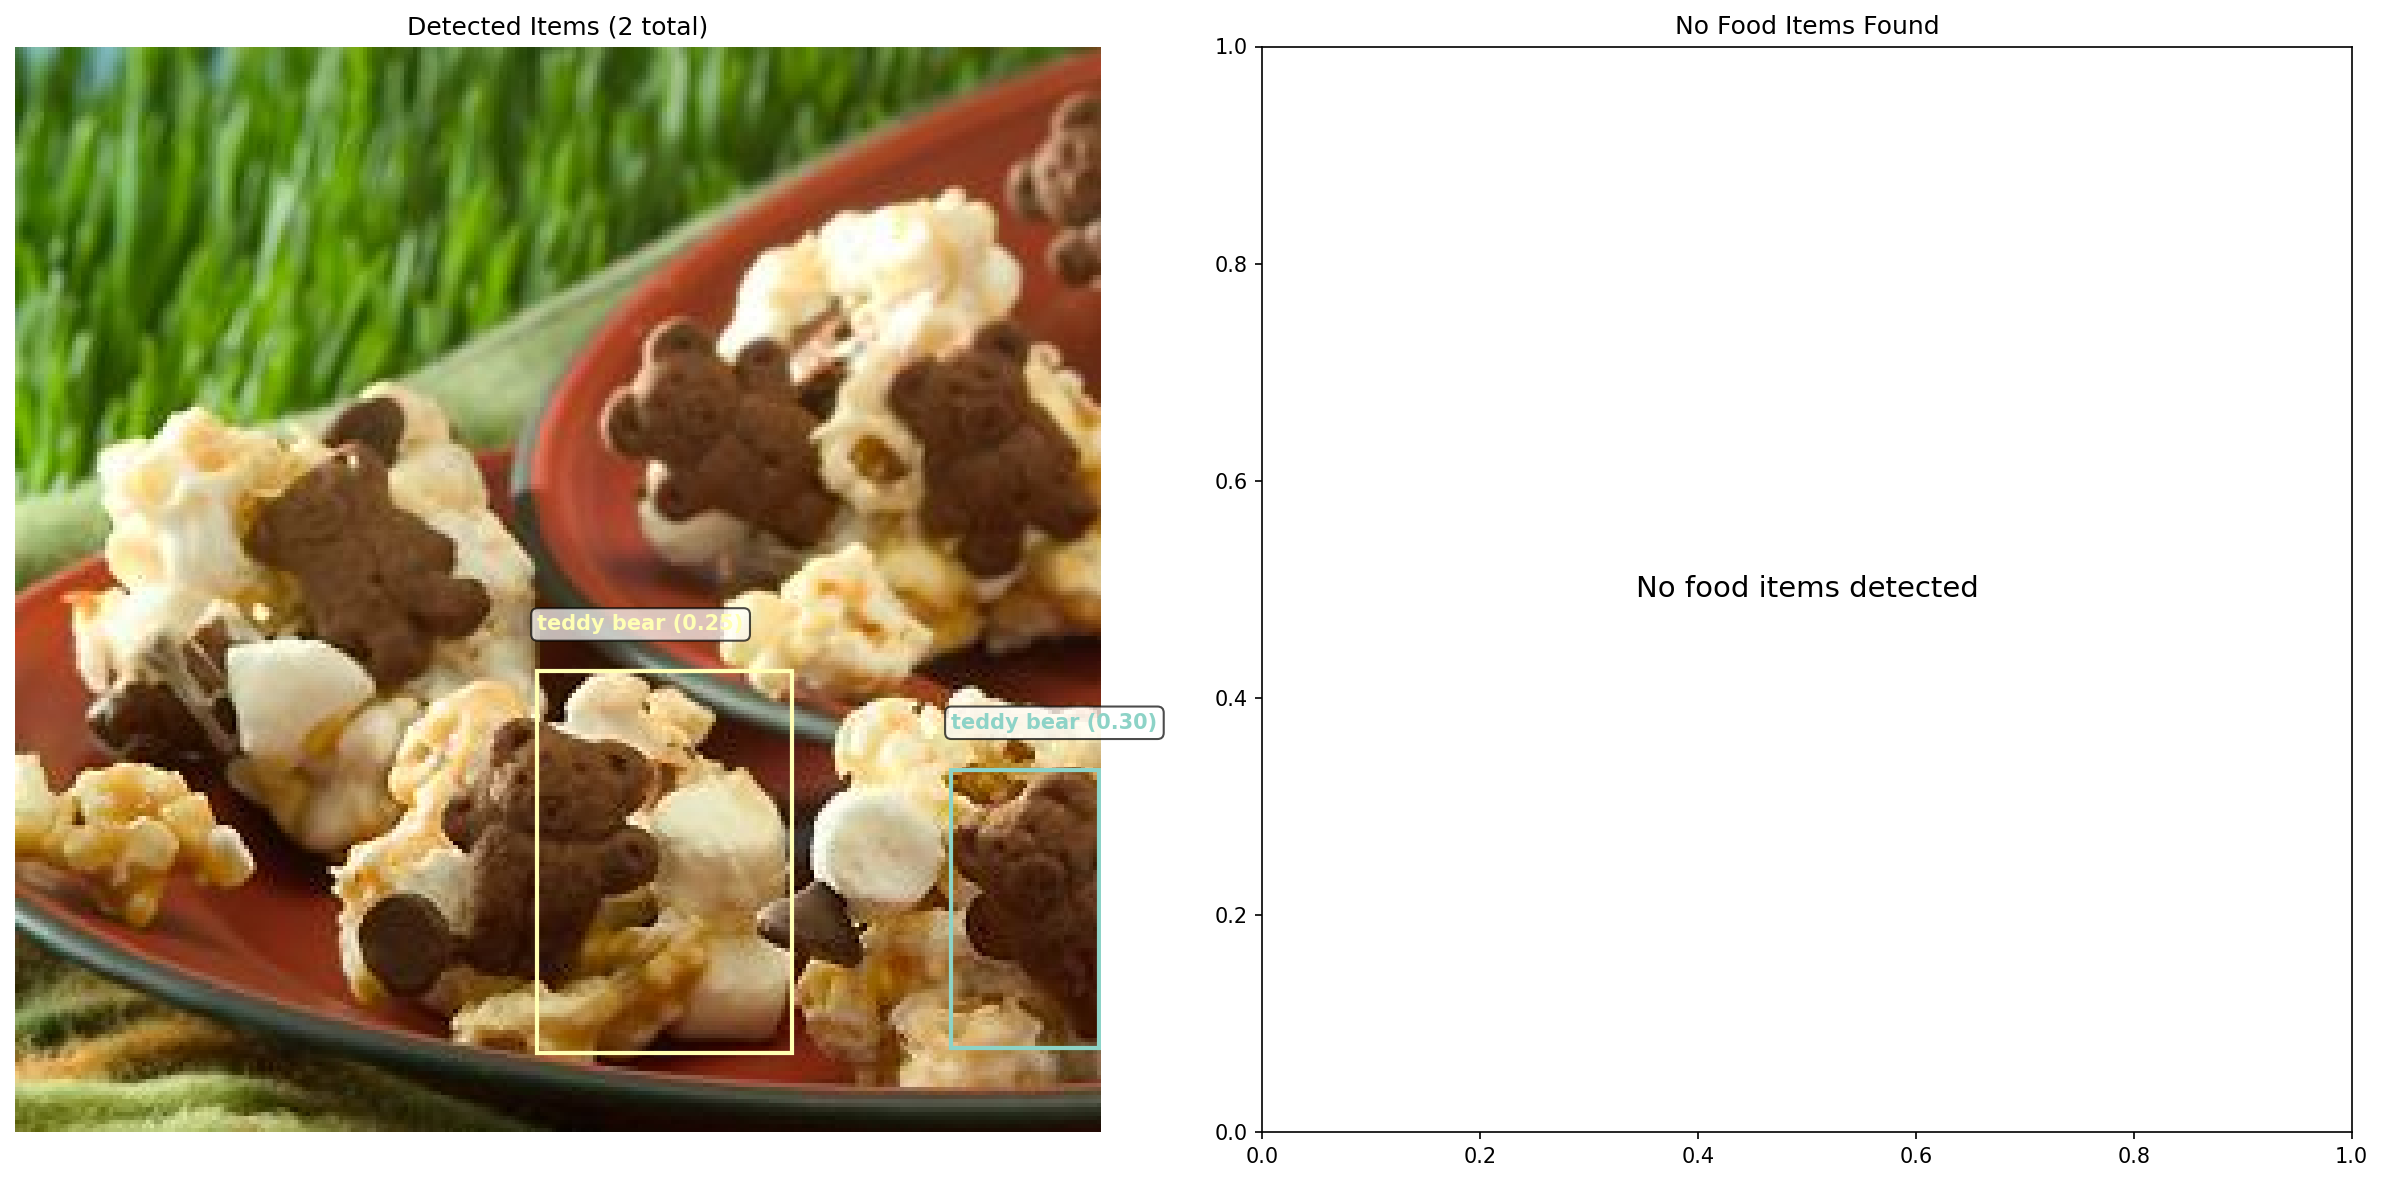 Detected Items (2 total)
teddy bear (0.25)
teddy bear (0.30)
No Food Items Found
1.0
0.8
0.6
0.4
0.2
0.0
No food items detected
0.0 0.2 0.4 0.6 0.8 1.0